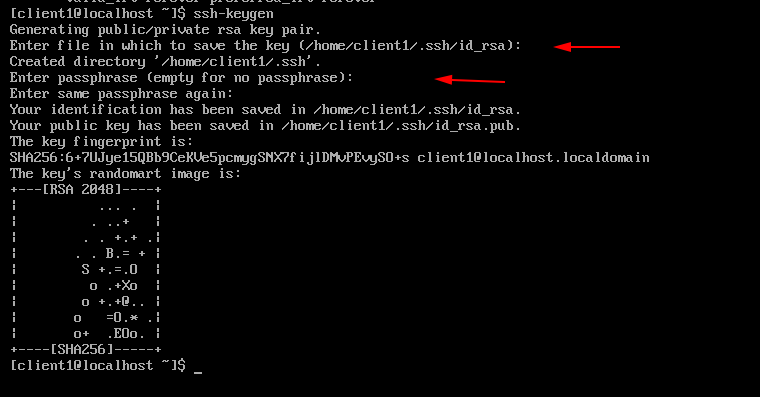 valid_lft forever preferred_lft forever
[client1@localhost ~]$ ssh-keygen
Generating public/private rsa key pair.
Enter file in which to save the key (/home/client1/.ssh/id_rsa):
Created directory '/home/client1/.ssh'.
Enter passphrase (empty for no passphrase):
Enter same passphrase again:
Your identification has been saved in /home/client1/.ssh/id_rsa.
Your public key has been saved in /home/client1/.ssh/id_rsa.pub.
The key fingerprint is:
SHA256:6+7UJye15QBb9CeKVe5pcmygSNX7fijlDMvPEvySO+s client1@localhost.localdomain
The key's randomart image is:
+---[RSA 2048]----+
|          ... .  |
|         . ..+   |
|        . . +.+ .|
|       . . B.= + |
|        S +.=.O  |
|         o .+Xo  |
|        o +.+@.. |
|       o   =O.* .|
|       o+  .EOo. |
+----[SHA256]-----+
[client1@localhost ~]$ _